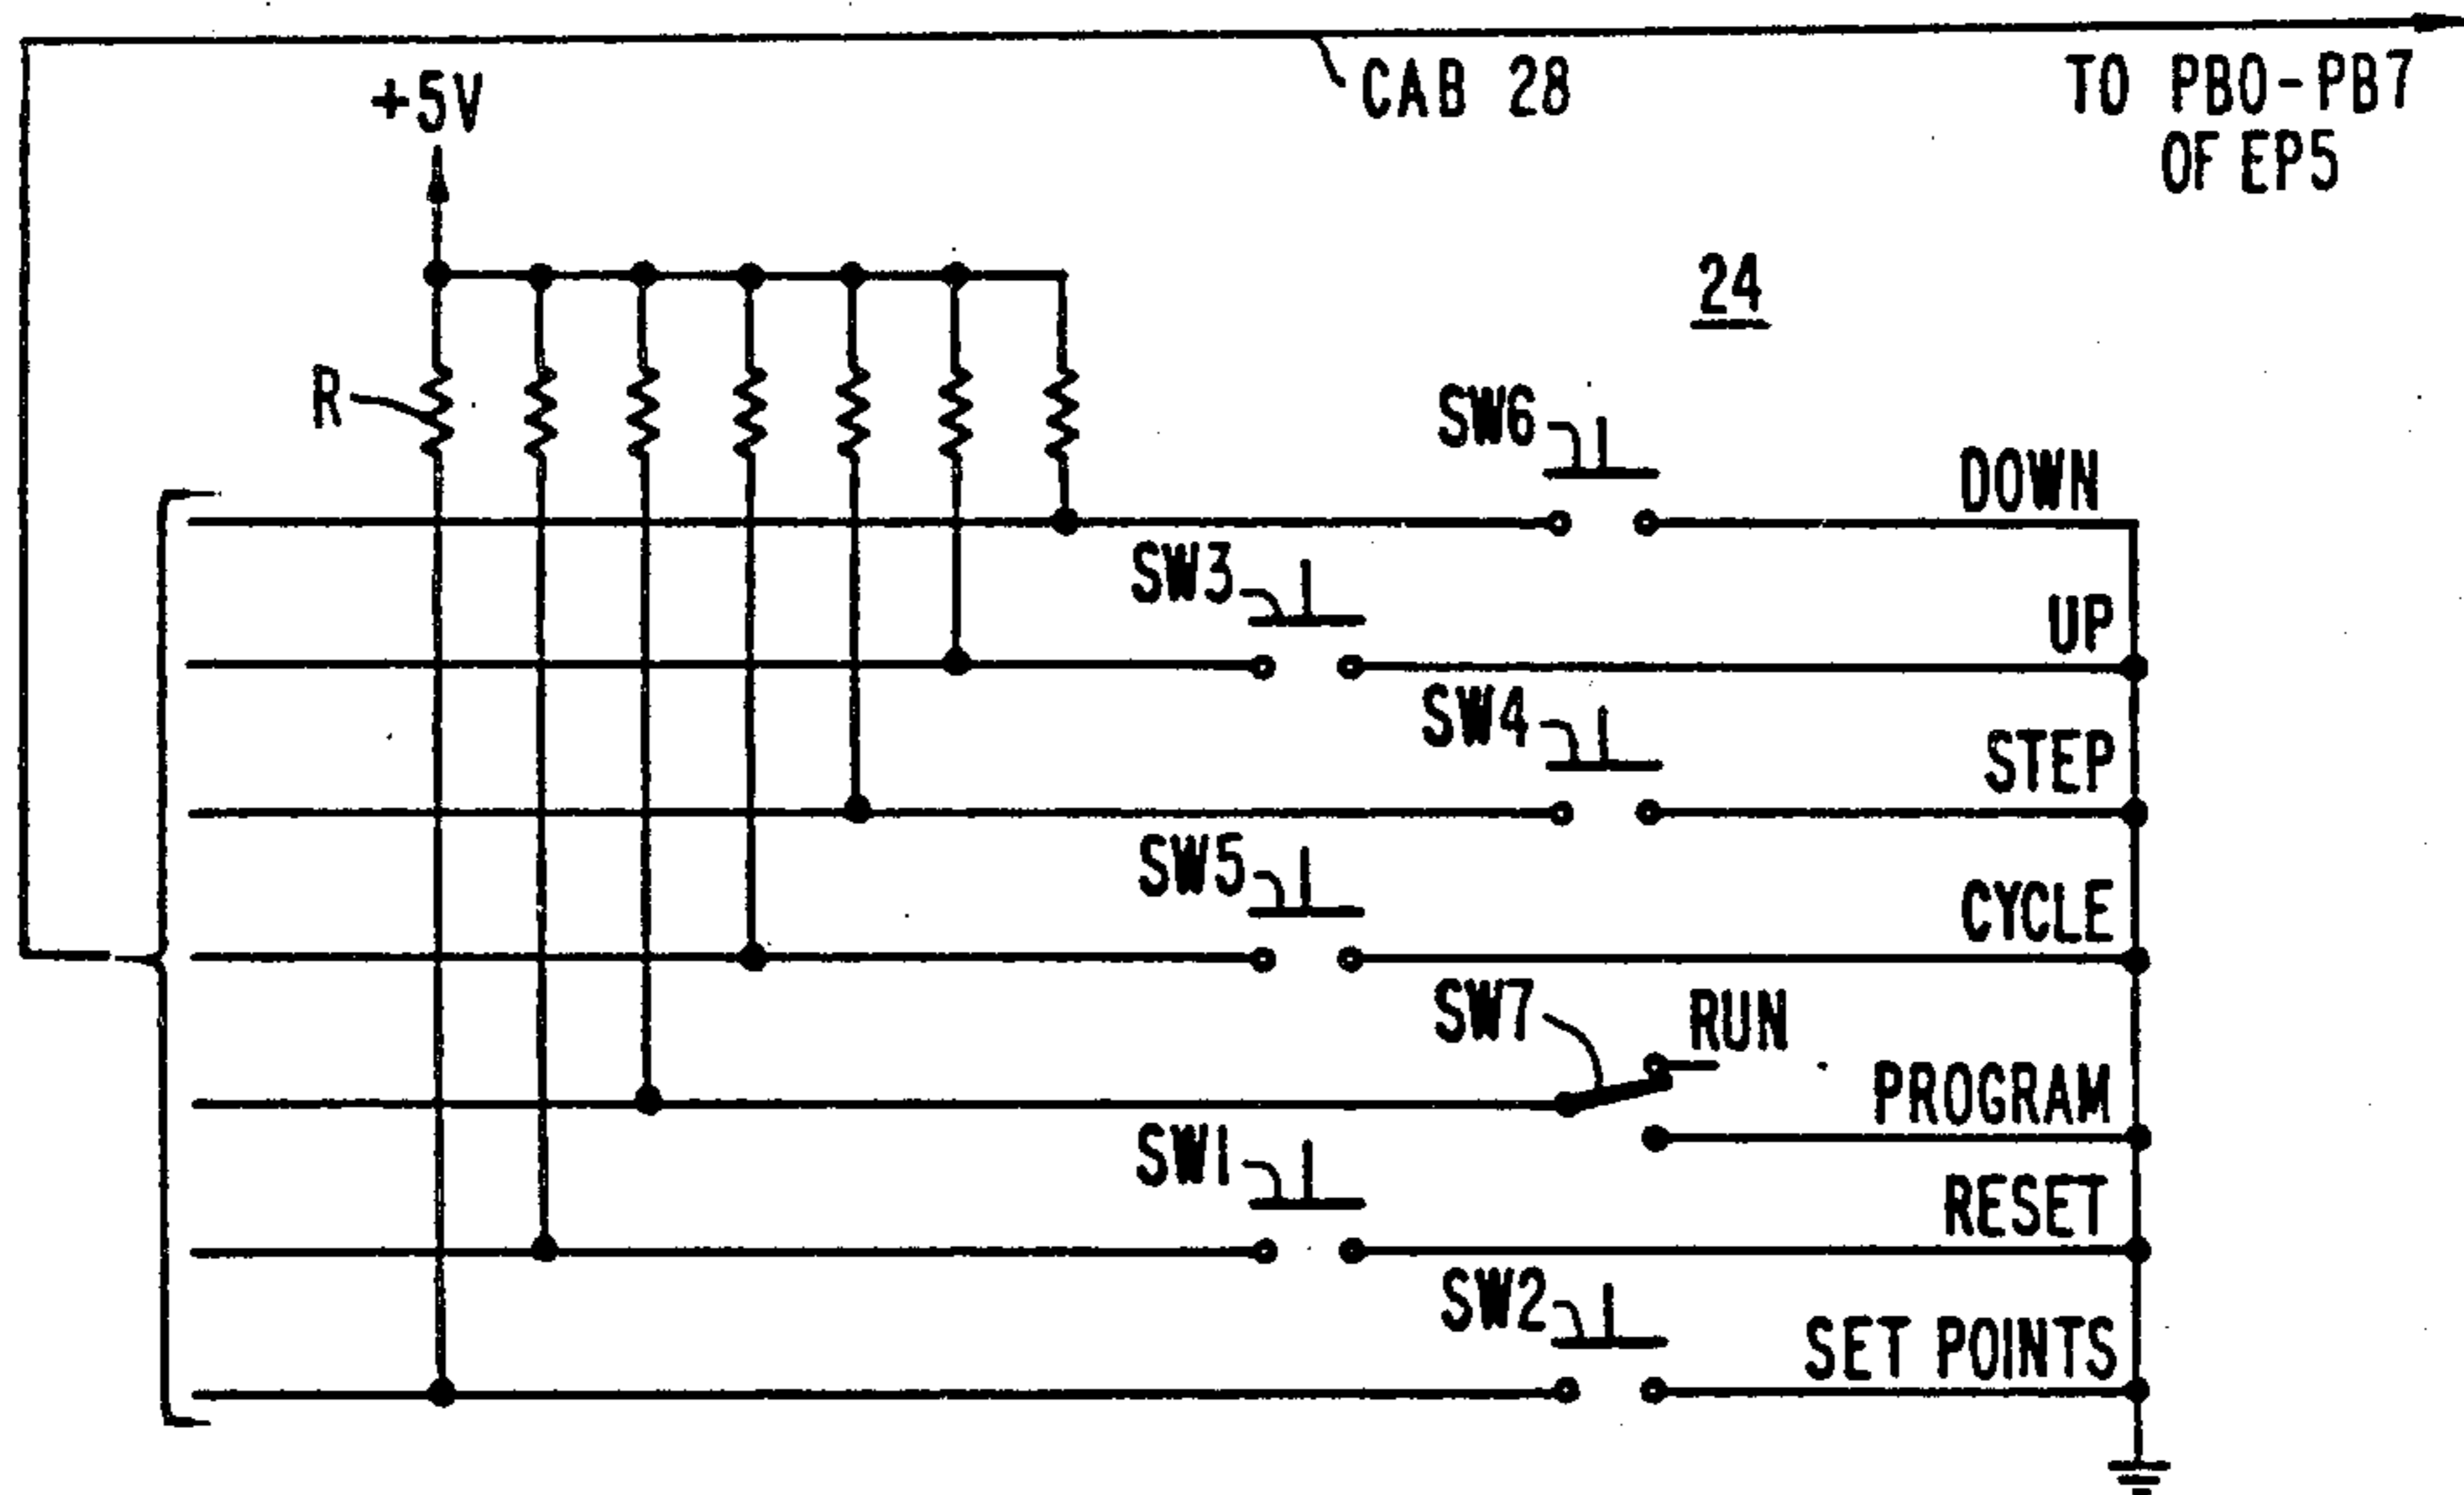 CAB 28
TO PB0-PB7
OF EP5
+5V
24
R
SW6
DOWN
SW3
UP
SW4
STEP
SW5
CYCLE
SW7
RUN
PROGRAM
SW1
RESET
SW2
SET POINTS